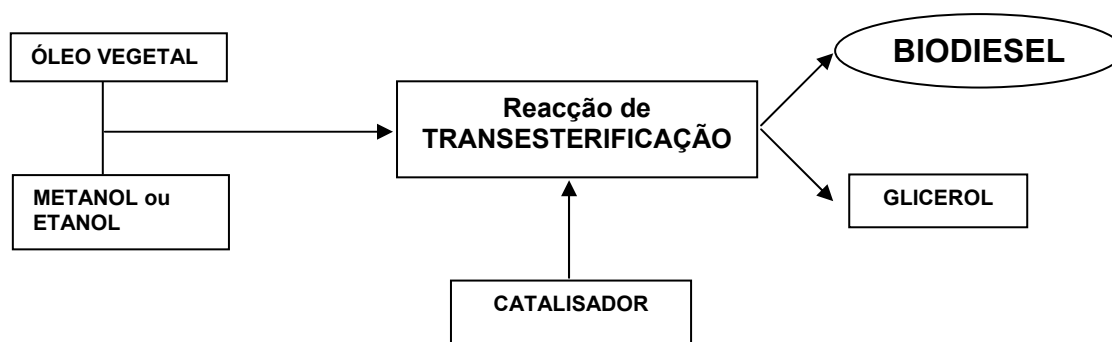 ÓLEO VEGETAL
METANOL ou
ETANOL
Reacção de
TRANSESTERIFICAÇÃO
CATALISADOR
BIODIESEL
GLICEROL